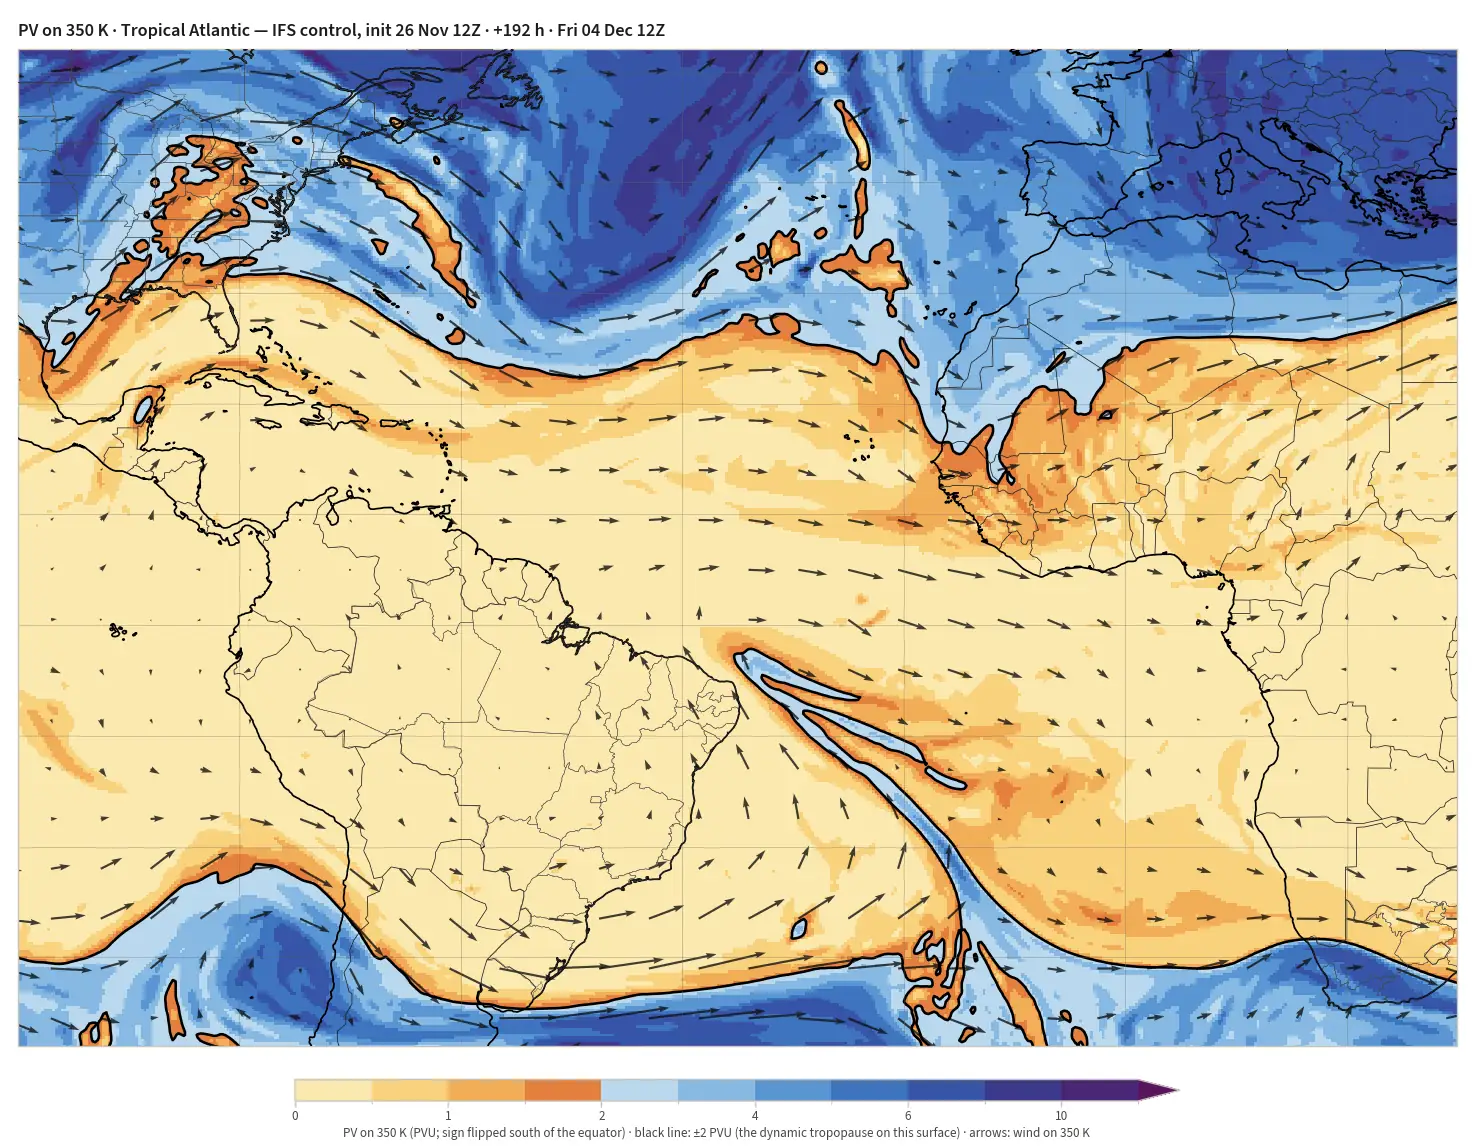 PV on 350 K · Tropical Atlantic — IFS control, init 26 Nov 12Z · +192 h · Fri 04 Dec 12Z
0 1 2 4 6 10
PV on 350 K (PVU; sign flipped south of the equator) · black line: ±2 PVU (the dynamic tropopause on this surface) · arrows: wind on 350 K